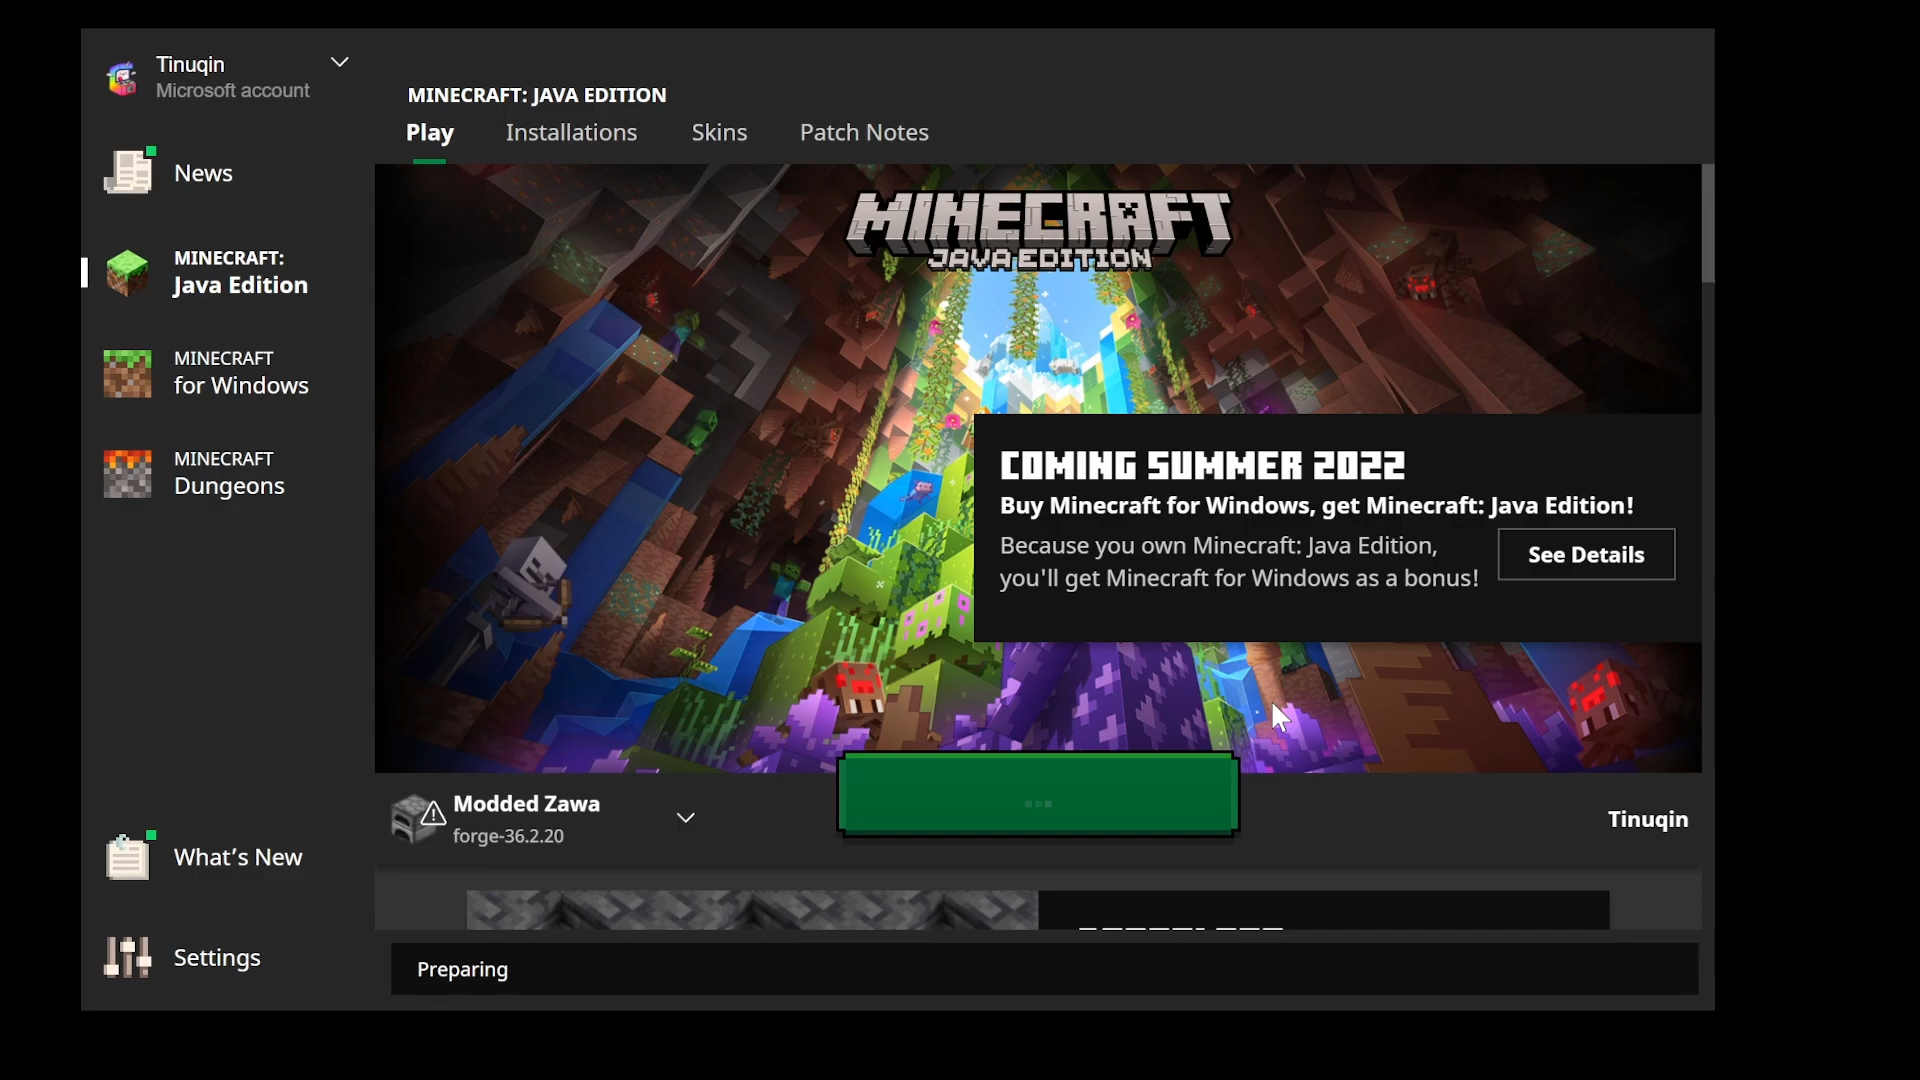 Tinuqin
Microsoft account
News
MINECRAFT:
Java Edition
MINECRAFT
for Windows
MINECRAFT
Dungeons
What's New
Settings
MINECRAFT: JAVA EDITION
Play Installations Skins Patch Notes
MINECRAFT
JAVA EDITION
COMING SUMMER 2022
Buy Minecraft for Windows, get Minecraft: Java Edition!
Because you own Minecraft: Java Edition,
you'll get Minecraft for Windows as a bonus!
See Details
Modded Zawa
forge-36.2.20
...
Tinuqin
Preparing